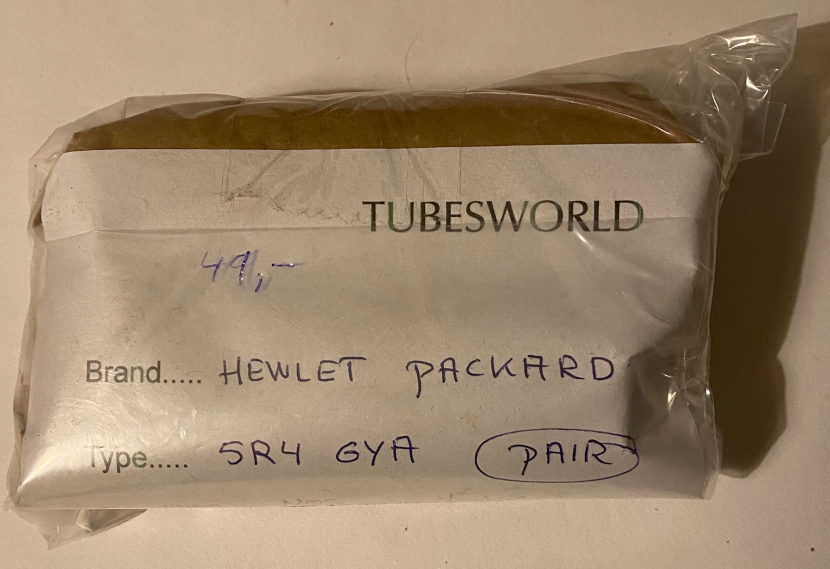 TUBESWORLD
49,-
Brand..... HEWLET PACKARD
Type..... 5R4 GYA PAIR